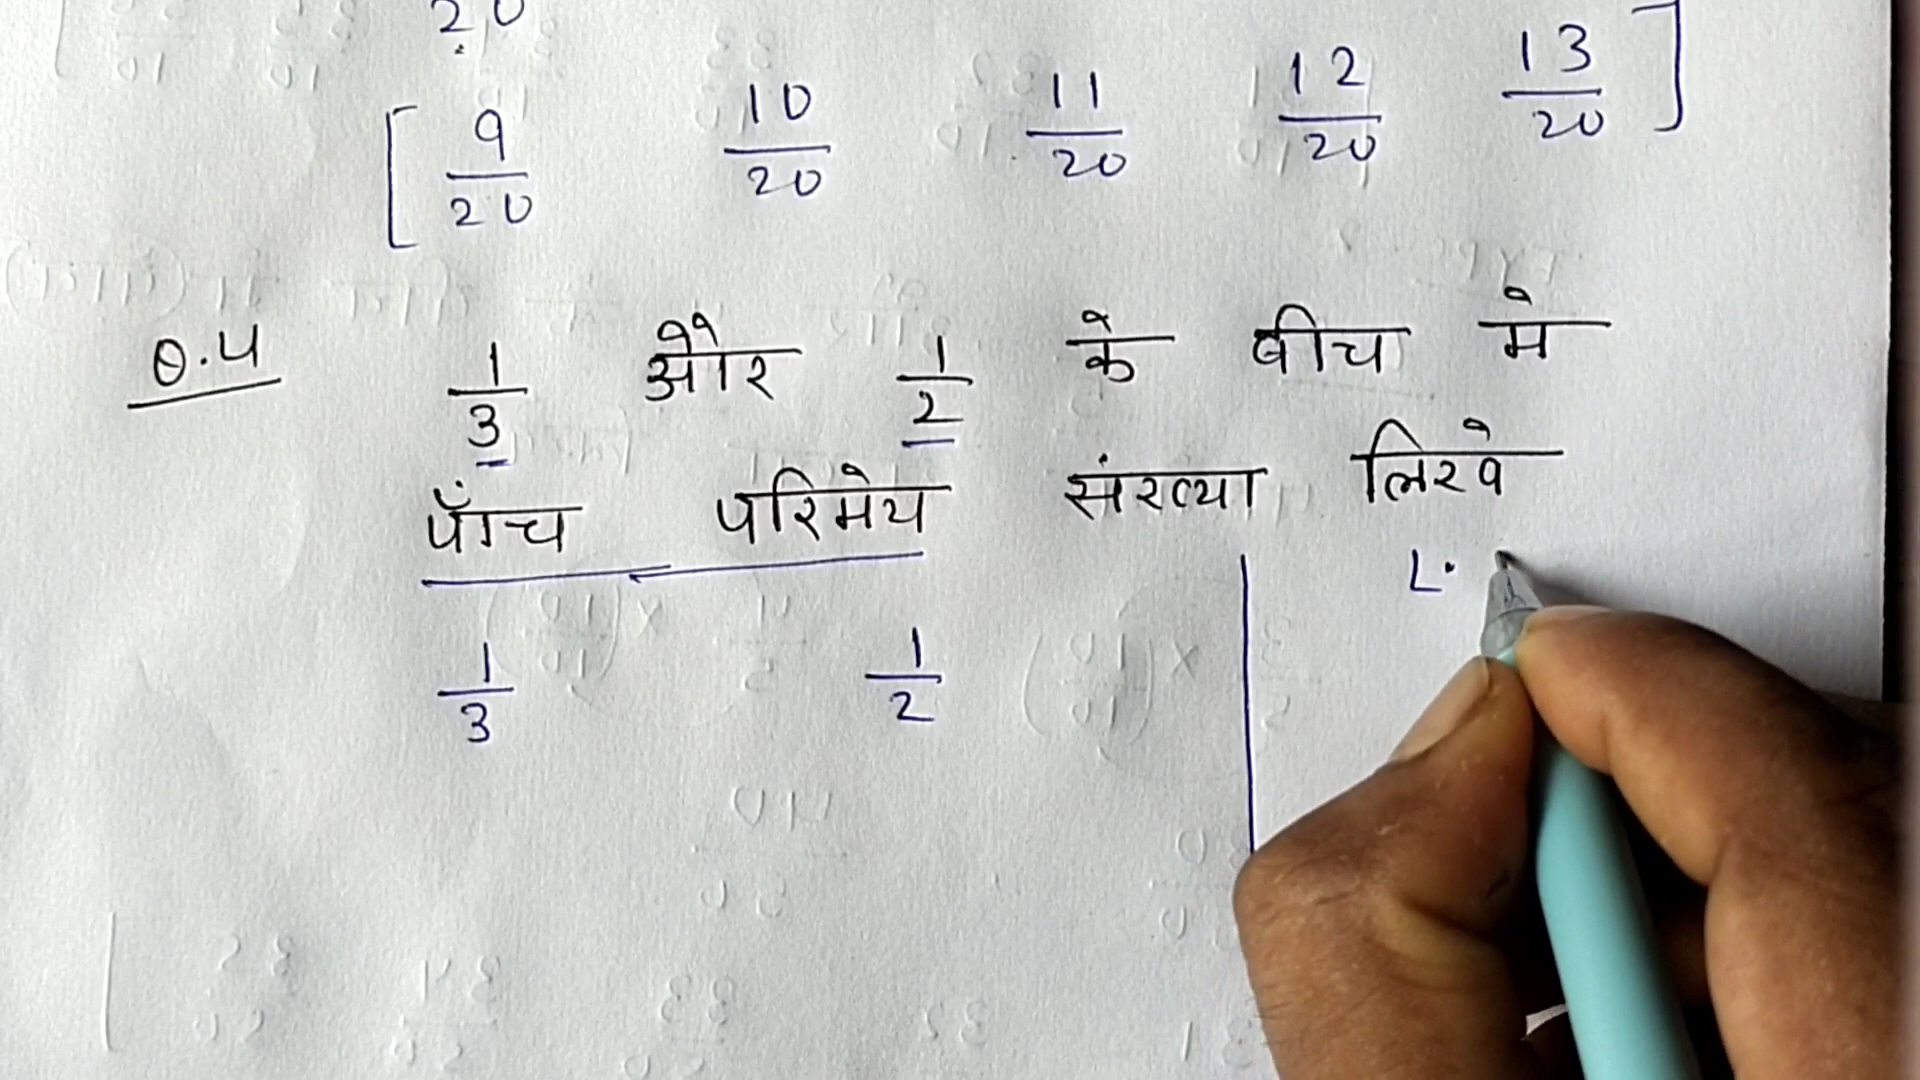 20
[ 9/20 10/20 11/20 12/20 13/20 ]
Q.4 1/3 और 1/2 के बीच मे
पाँच परिमेय संख्या लिखे
L.
1/3 1/2